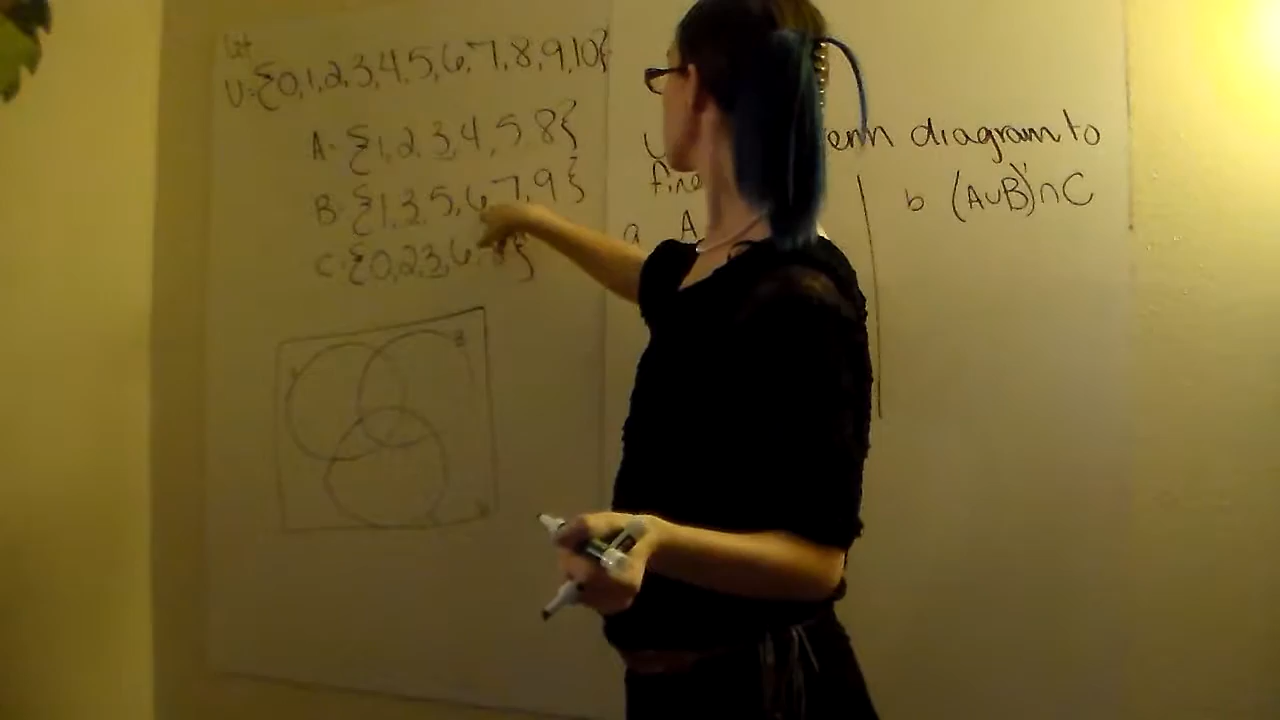 let
U={0,1,2,3,4,5,6,7,8,9,10}
A={1,2,3,4,5,8}
B={1,3,5,6,7,9}
C={0,2,3,6,8}
B
enn diagram to
fin
a A
b (A∪B)'∩C